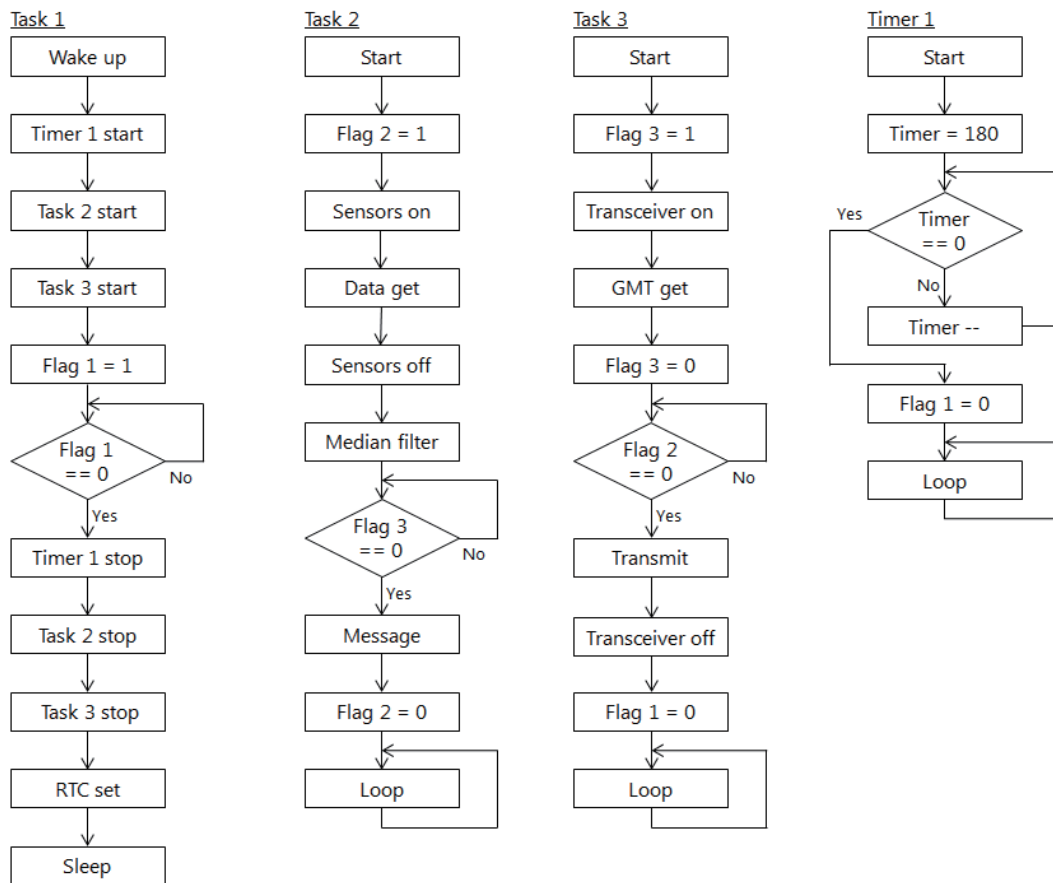 Task 1
Wake up
Timer 1 start
Task 2 start
Task 3 start
Flag 1 = 1
Flag 1
== 0
No
Yes
Timer 1 stop
Task 2 stop
Task 3 stop
RTC set
Sleep
Task 2
Start
Flag 2 = 1
Sensors on
Data get
Sensors off
Median filter
Flag 3
== 0
No
Yes
Message
Flag 2 = 0
Loop
Task 3
Start
Flag 3 = 1
Transceiver on
GMT get
Flag 3 = 0
Flag 2
== 0
No
Yes
Transmit
Transceiver off
Flag 1 = 0
Loop
Timer 1
Start
Timer = 180
Yes
Timer
== 0
No
Timer --
Flag 1 = 0
Loop